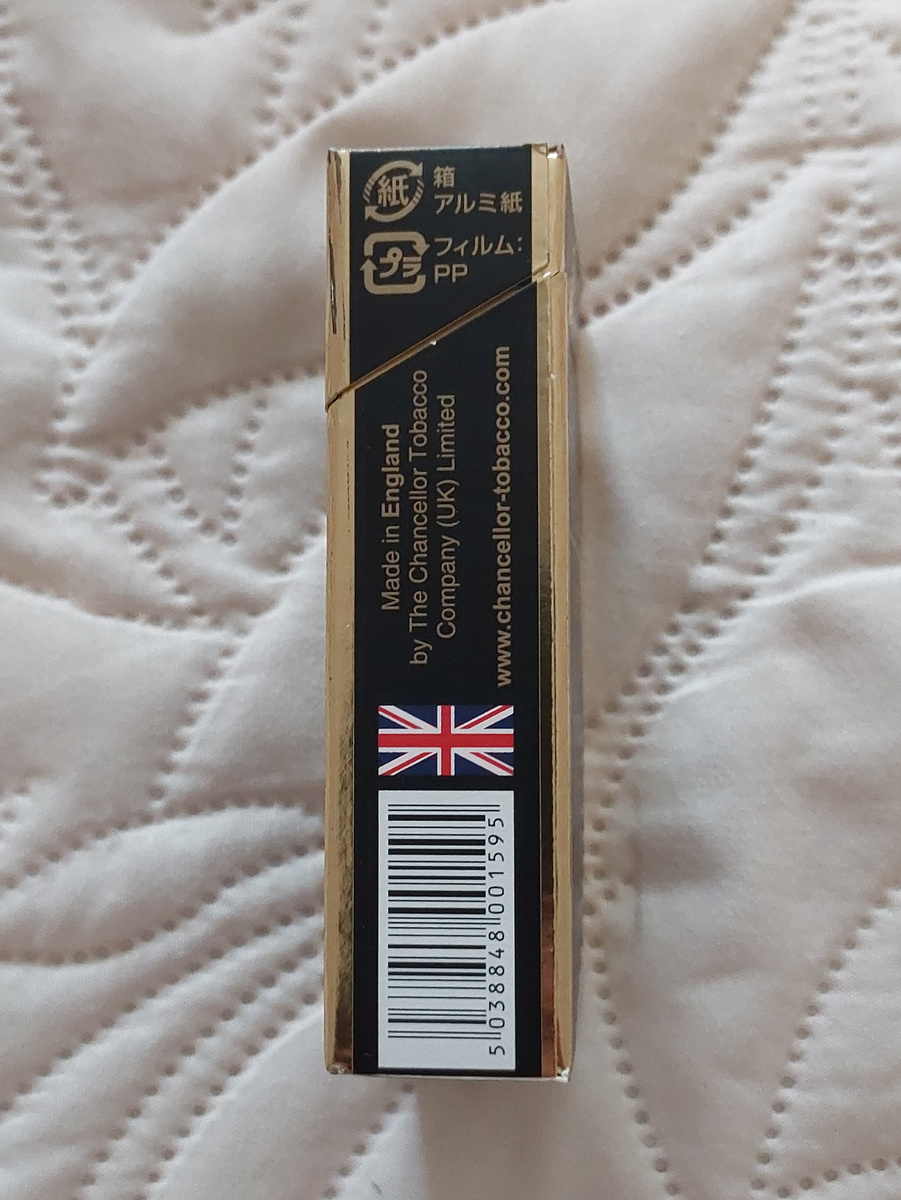 紙
箱
アルミ紙
プラ
フィルム:
PP
Made in England
by The Chancellor Tobacco
Company (UK) Limited
www.chancellor-tobacco.com
5 038848 001595